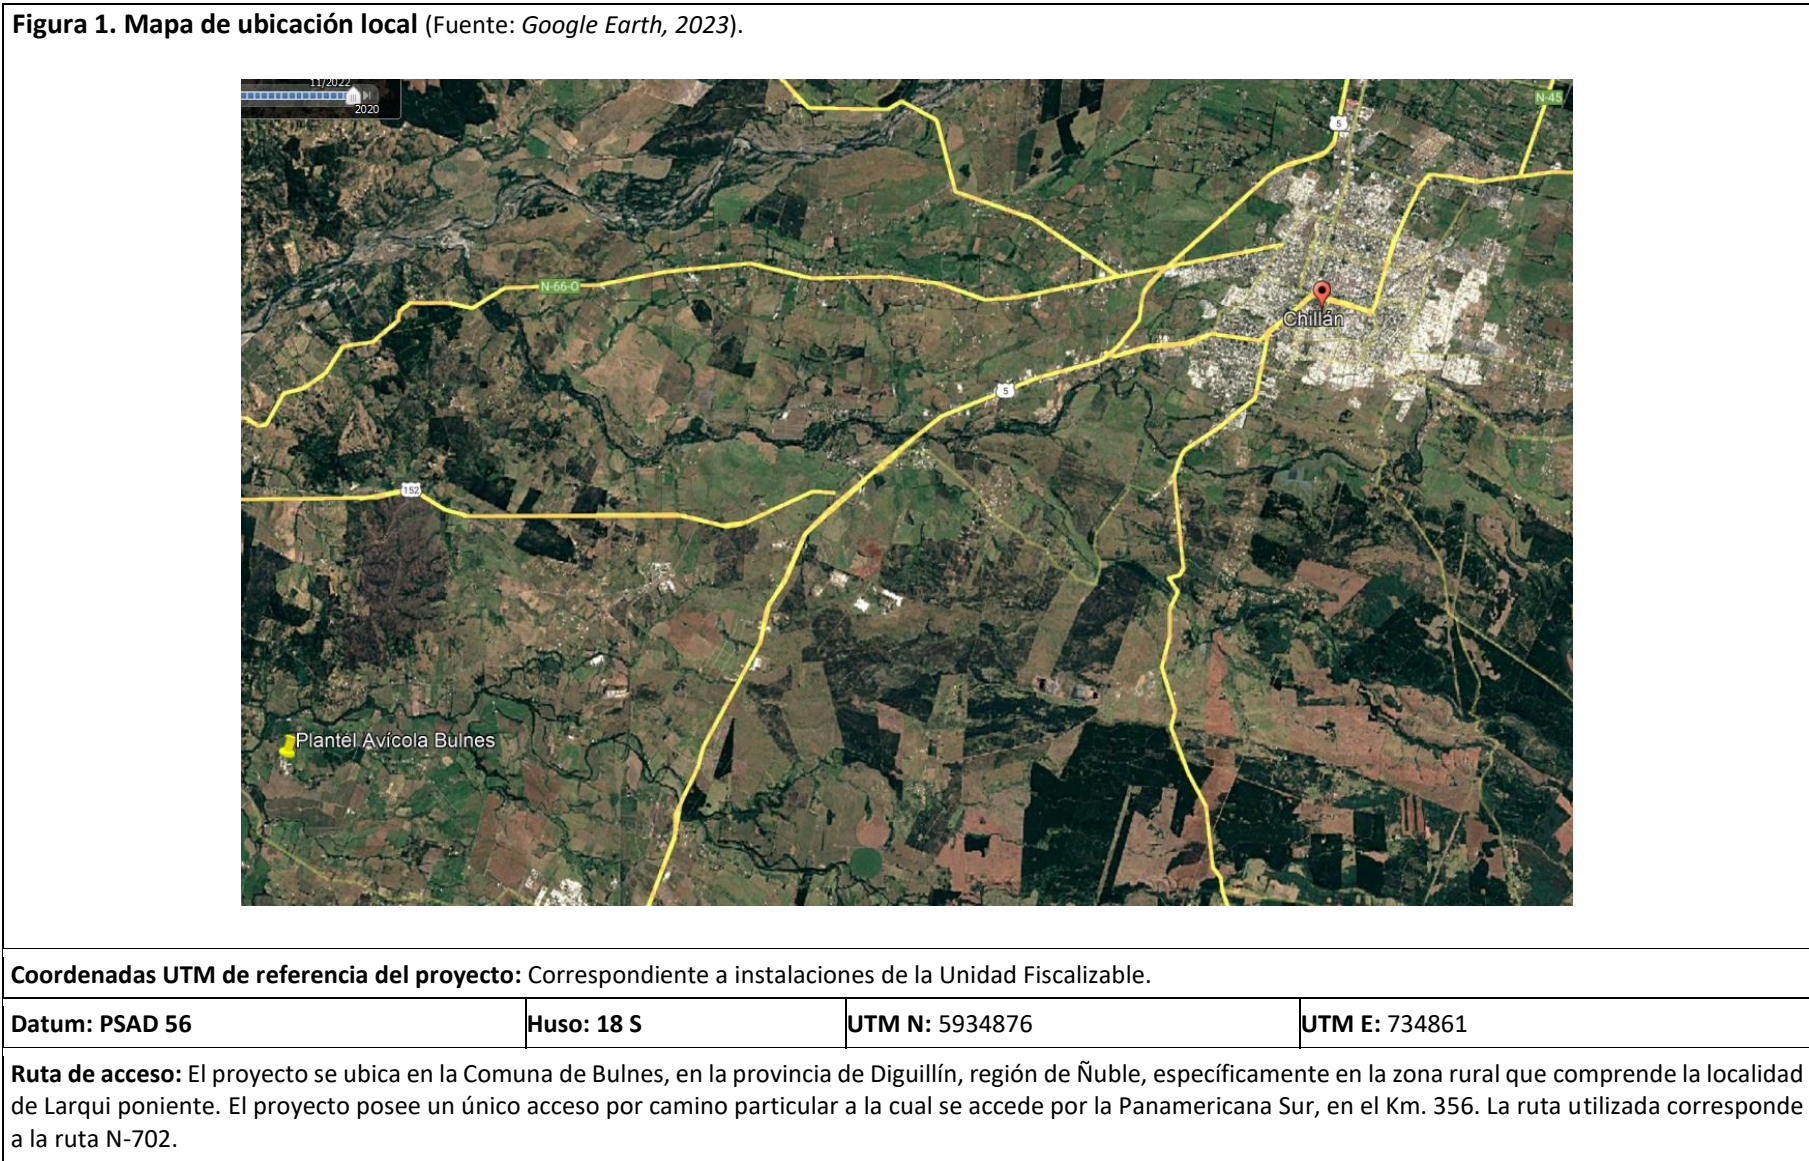 Figura 1. Mapa de ubicación local (Fuente: Google Earth, 2023).
11/2022
2020
N-45
5
N-66-O
Chillán
5
152
Plantel Avícola Bulnes
Coordenadas UTM de referencia del proyecto: Correspondiente a instalaciones de la Unidad Fiscalizable.
Datum: PSAD 56 Huso: 18 S UTM N: 5934876 UTM E: 734861
Ruta de acceso: El proyecto se ubica en la Comuna de Bulnes, en la provincia de Diguillín, región de Ñuble, específicamente en la zona rural que comprende la localidad
de Larqui poniente. El proyecto posee un único acceso por camino particular a la cual se accede por la Panamericana Sur, en el Km. 356. La ruta utilizada corresponde
a la ruta N-702.